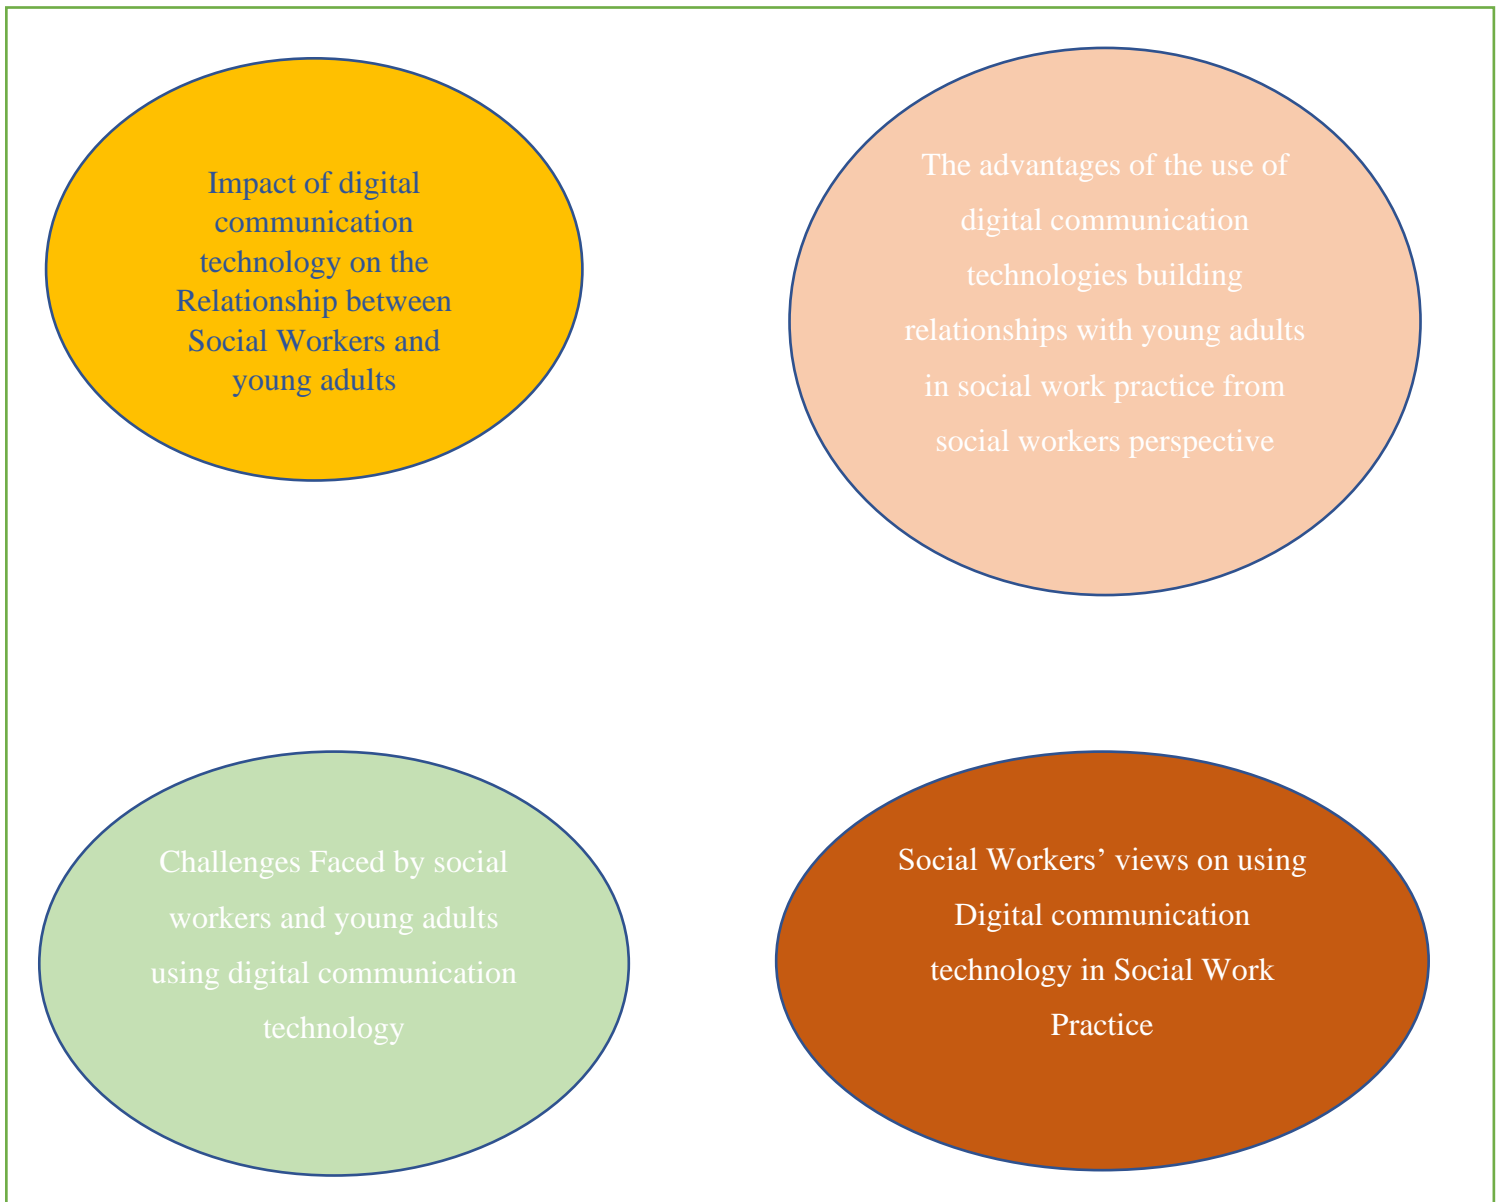 Impact of digital
communication
technology on the
Relationship between
Social Workers and
young adults
The advantages of the use of
digital communication
technologies building
relationships with young adults
in social work practice from
social workers perspective
Challenges Faced by social
workers and young adults
using digital communication
technology
Social Workers’ views on using
Digital communication
technology in Social Work
Practice